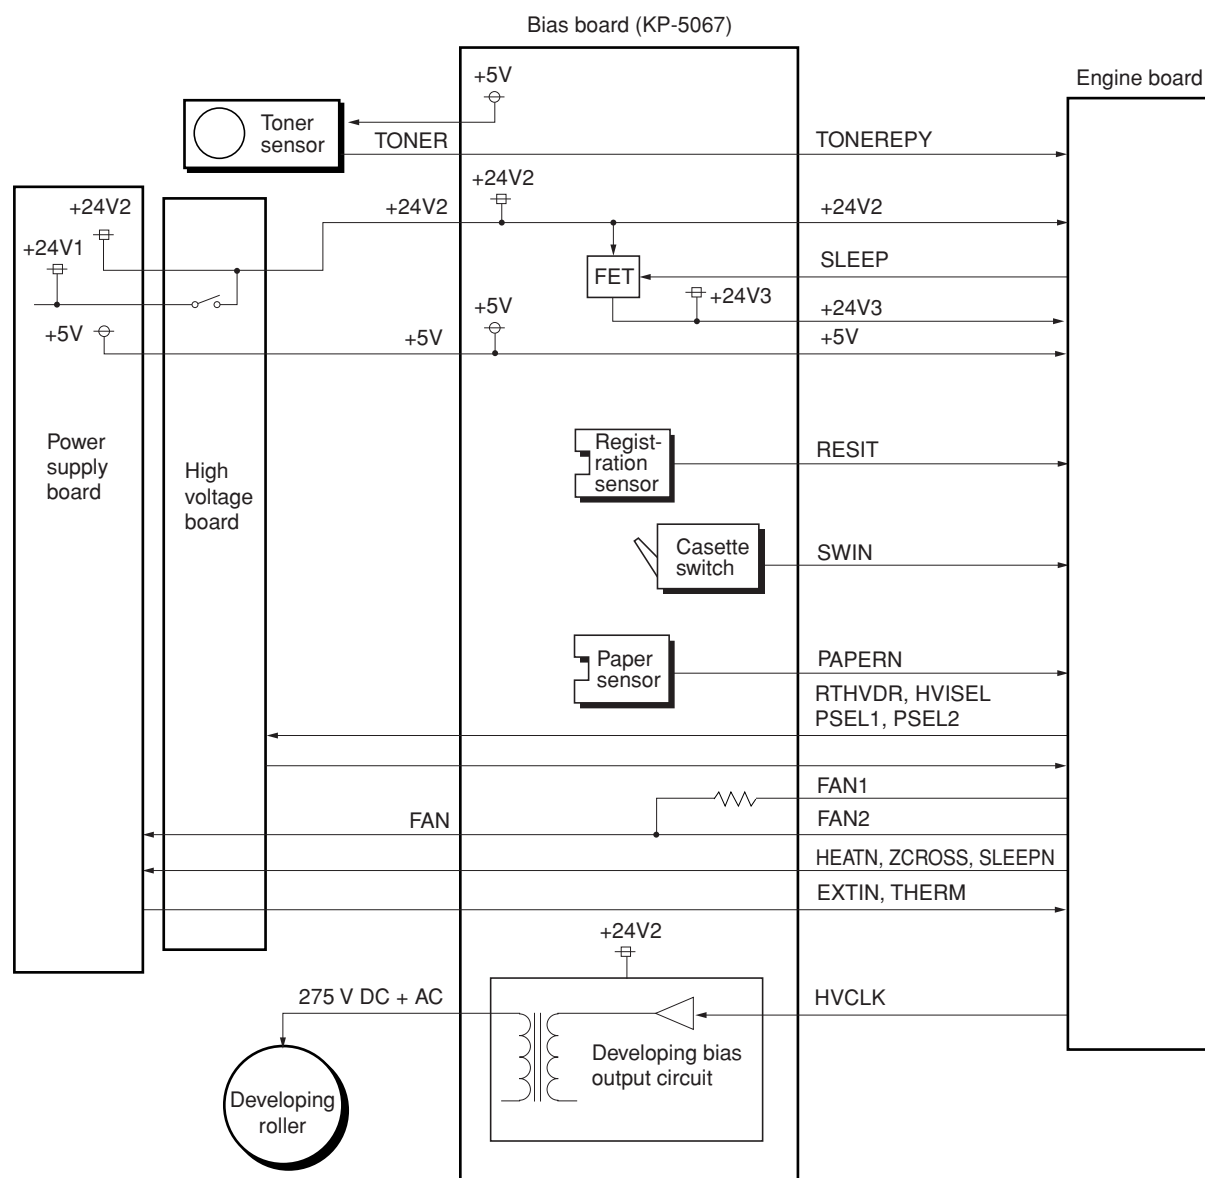 Bias board (KP-5067)
Engine board
+5V
Toner
sensor
TONER
TONEREPY
+24V2
+24V2
+24V2
+24V2
+24V1
SLEEP
FET
+24V3
+24V3
+5V
+5V
+5V
+5V
Power
supply
board
High
voltage
board
Regist-
ration
sensor
RESIT
Casette
switch
SWIN
Paper
sensor
PAPERN
RTHVDR, HVISEL
PSEL1, PSEL2
FAN1
FAN
FAN2
HEATN, ZCROSS, SLEEPN
EXTIN, THERM
+24V2
275 V DC + AC
HVCLK
Developing bias
output circuit
Developing
roller